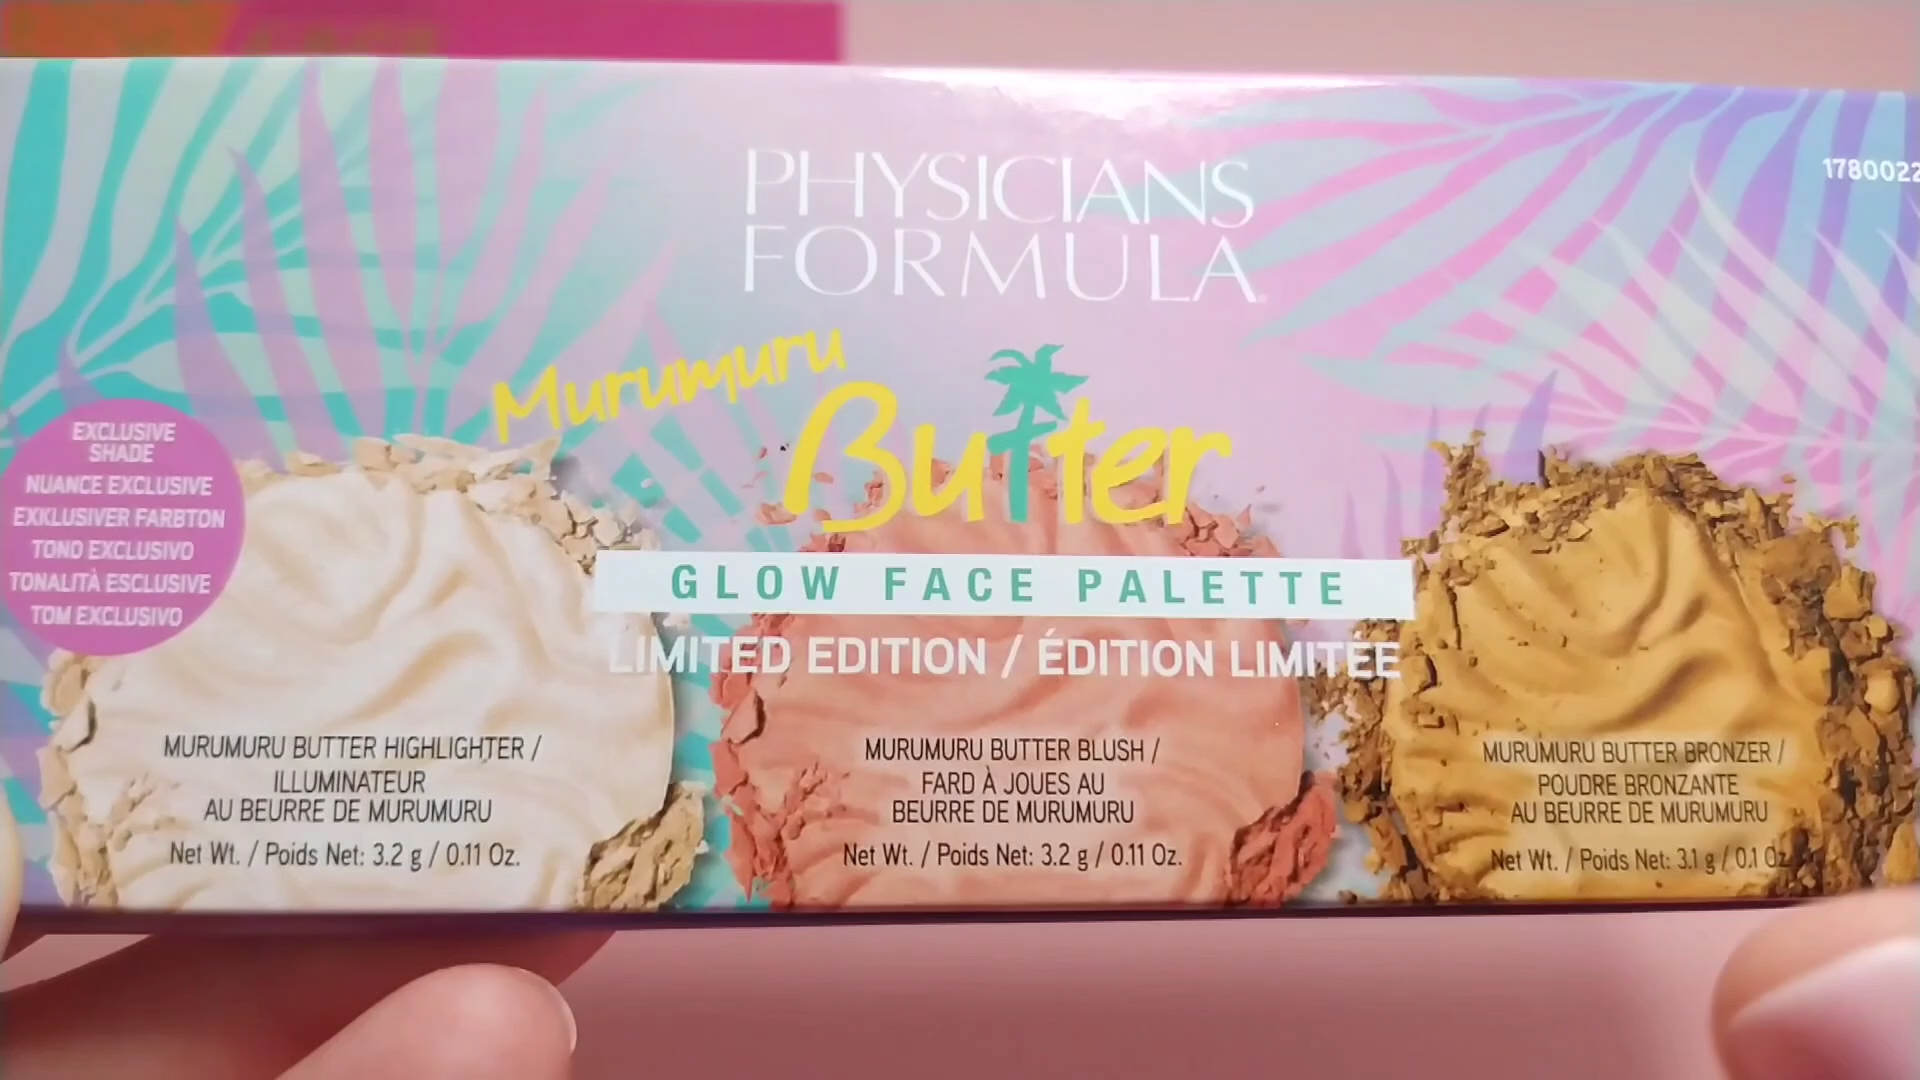 PHYSICIANS
FORMULA
1780022
Murumuru
Butter
GLOW FACE PALETTE
LIMITED EDITION / ÉDITION LIMITÉE
EXCLUSIVE
SHADE
NUANCE EXCLUSIVE
EXKLUSIVER FARBTON
TONO EXCLUSIVO
TONALITÀ ESCLUSIVE
TOM EXCLUSIVO
MURUMURU BUTTER HIGHLIGHTER /
ILLUMINATEUR
AU BEURRE DE MURUMURU
Net Wt. / Poids Net: 3.2 g / 0.11 Oz.
MURUMURU BUTTER BLUSH /
FARD À JOUES AU
BEURRE DE MURUMURU
Net Wt. / Poids Net: 3.2 g / 0.11 Oz.
MURUMURU BUTTER BRONZER /
POUDRE BRONZANTE
AU BEURRE DE MURUMURU
Net Wt. / Poids Net: 3.1 g / 0.1 Oz.